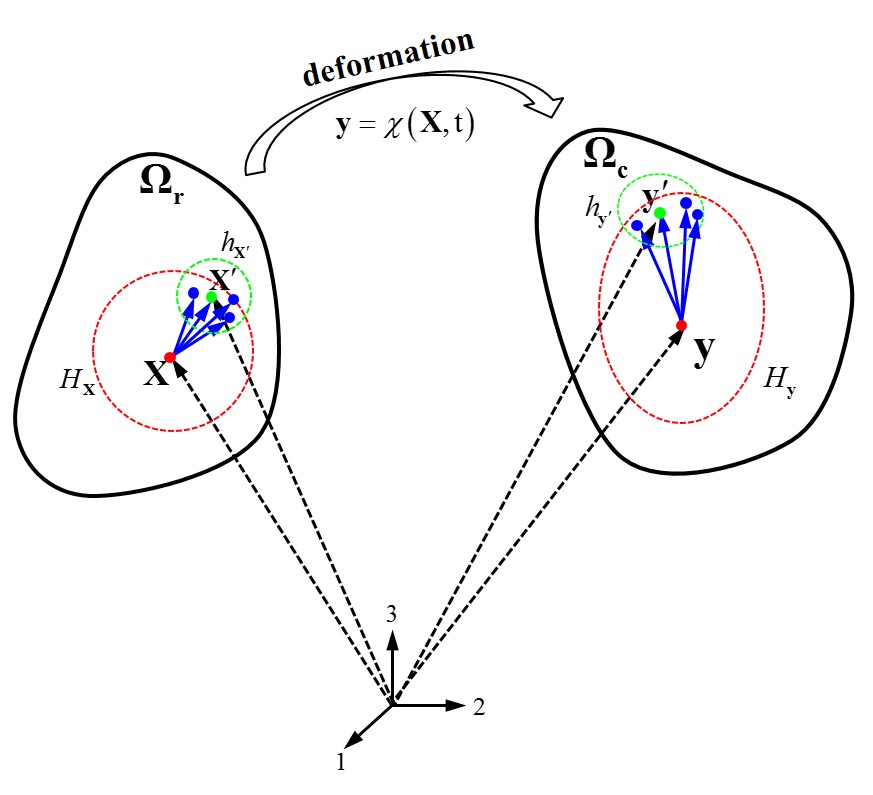 deformation
𝐲 = χ(𝐗, t)
Ω_r
Ω_c
h_X′
X′
h_y′
y′
X
H_X
y
H_y
3
2
1